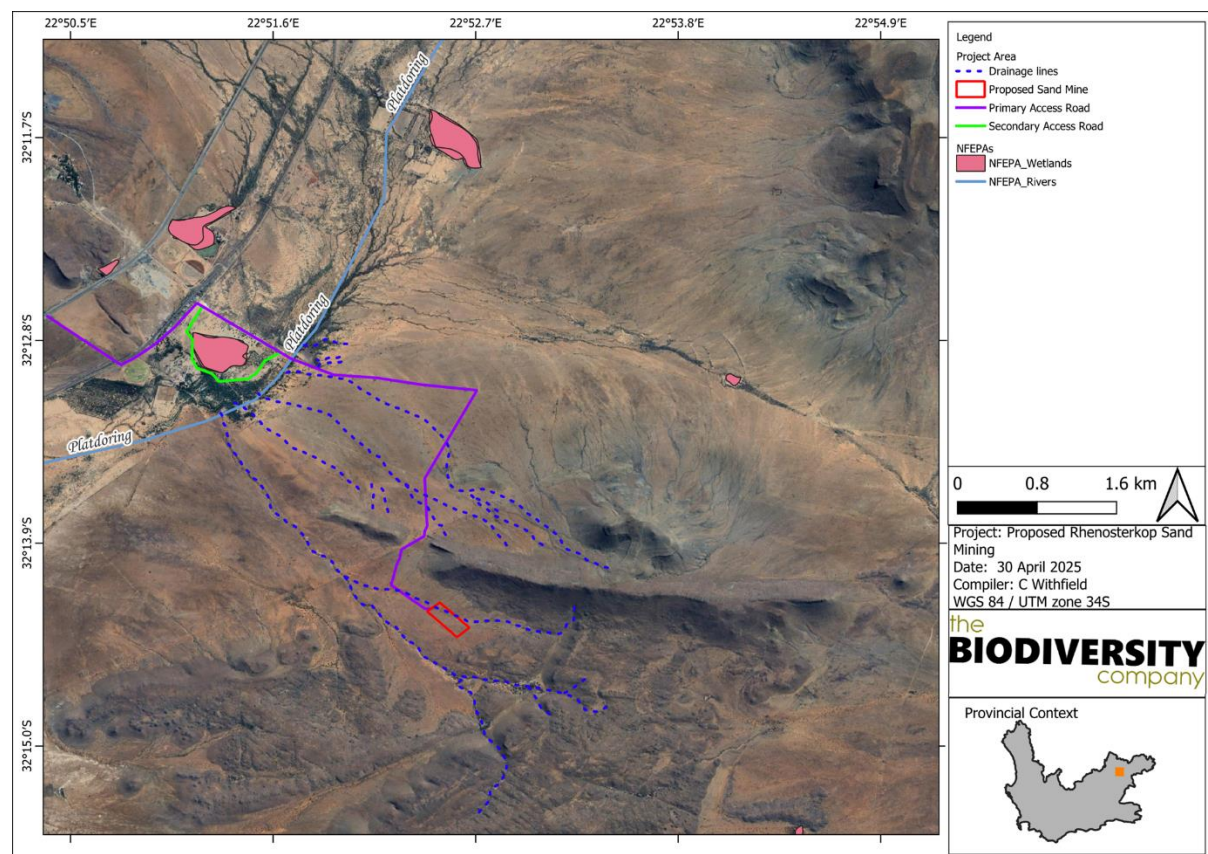 22°50.5'E
22°51.6'E
22°52.7'E
22°53.8'E
22°54.9'E
32°11.7'S
32°12.8'S
32°13.9'S
32°15.0'S
Platdoring
Platdoring
Platdoring
Legend
Project Area
Drainage lines
Proposed Sand Mine
Primary Access Road
Secondary Access Road
NFEPAs
NFEPA_Wetlands
NFEPA_Rivers
0 0.8 1.6 km
Project: Proposed Rhenosterkop Sand
Mining
Date: 30 April 2025
Compiler: C Withfield
WGS 84 / UTM zone 34S
the
BIODIVERSITY
company
Provincial Context